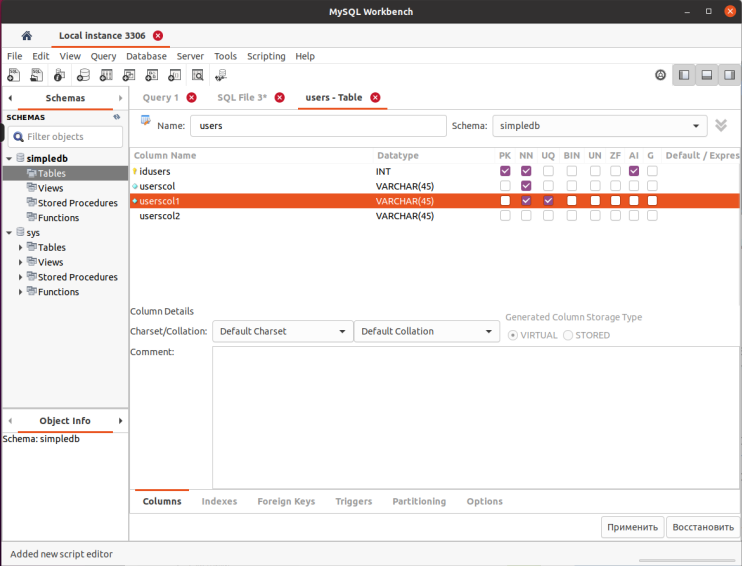 MySQL Workbench
Local instance 3306
File Edit View Query Database Server Tools Scripting Help
Schemas
Query 1 SQL File 3* users - Table
SCHEMAS
Filter objects
Name: users Schema: simpledb
Column Name Datatype PK NN UQ BIN UN ZF AI G Default / Expres
idusers INT
userscol VARCHAR(45)
userscol1 VARCHAR(45)
userscol2 VARCHAR(45)
simpledb
Tables
Views
Stored Procedures
Functions
sys
Tables
Views
Stored Procedures
Functions
Column Details
Charset/Collation: Default Charset Default Collation
Generated Column Storage Type
VIRTUAL STORED
Comment:
Object Info
Schema: simpledb
Columns Indexes Foreign Keys Triggers Partitioning Options
Применить Восстановить
Added new script editor